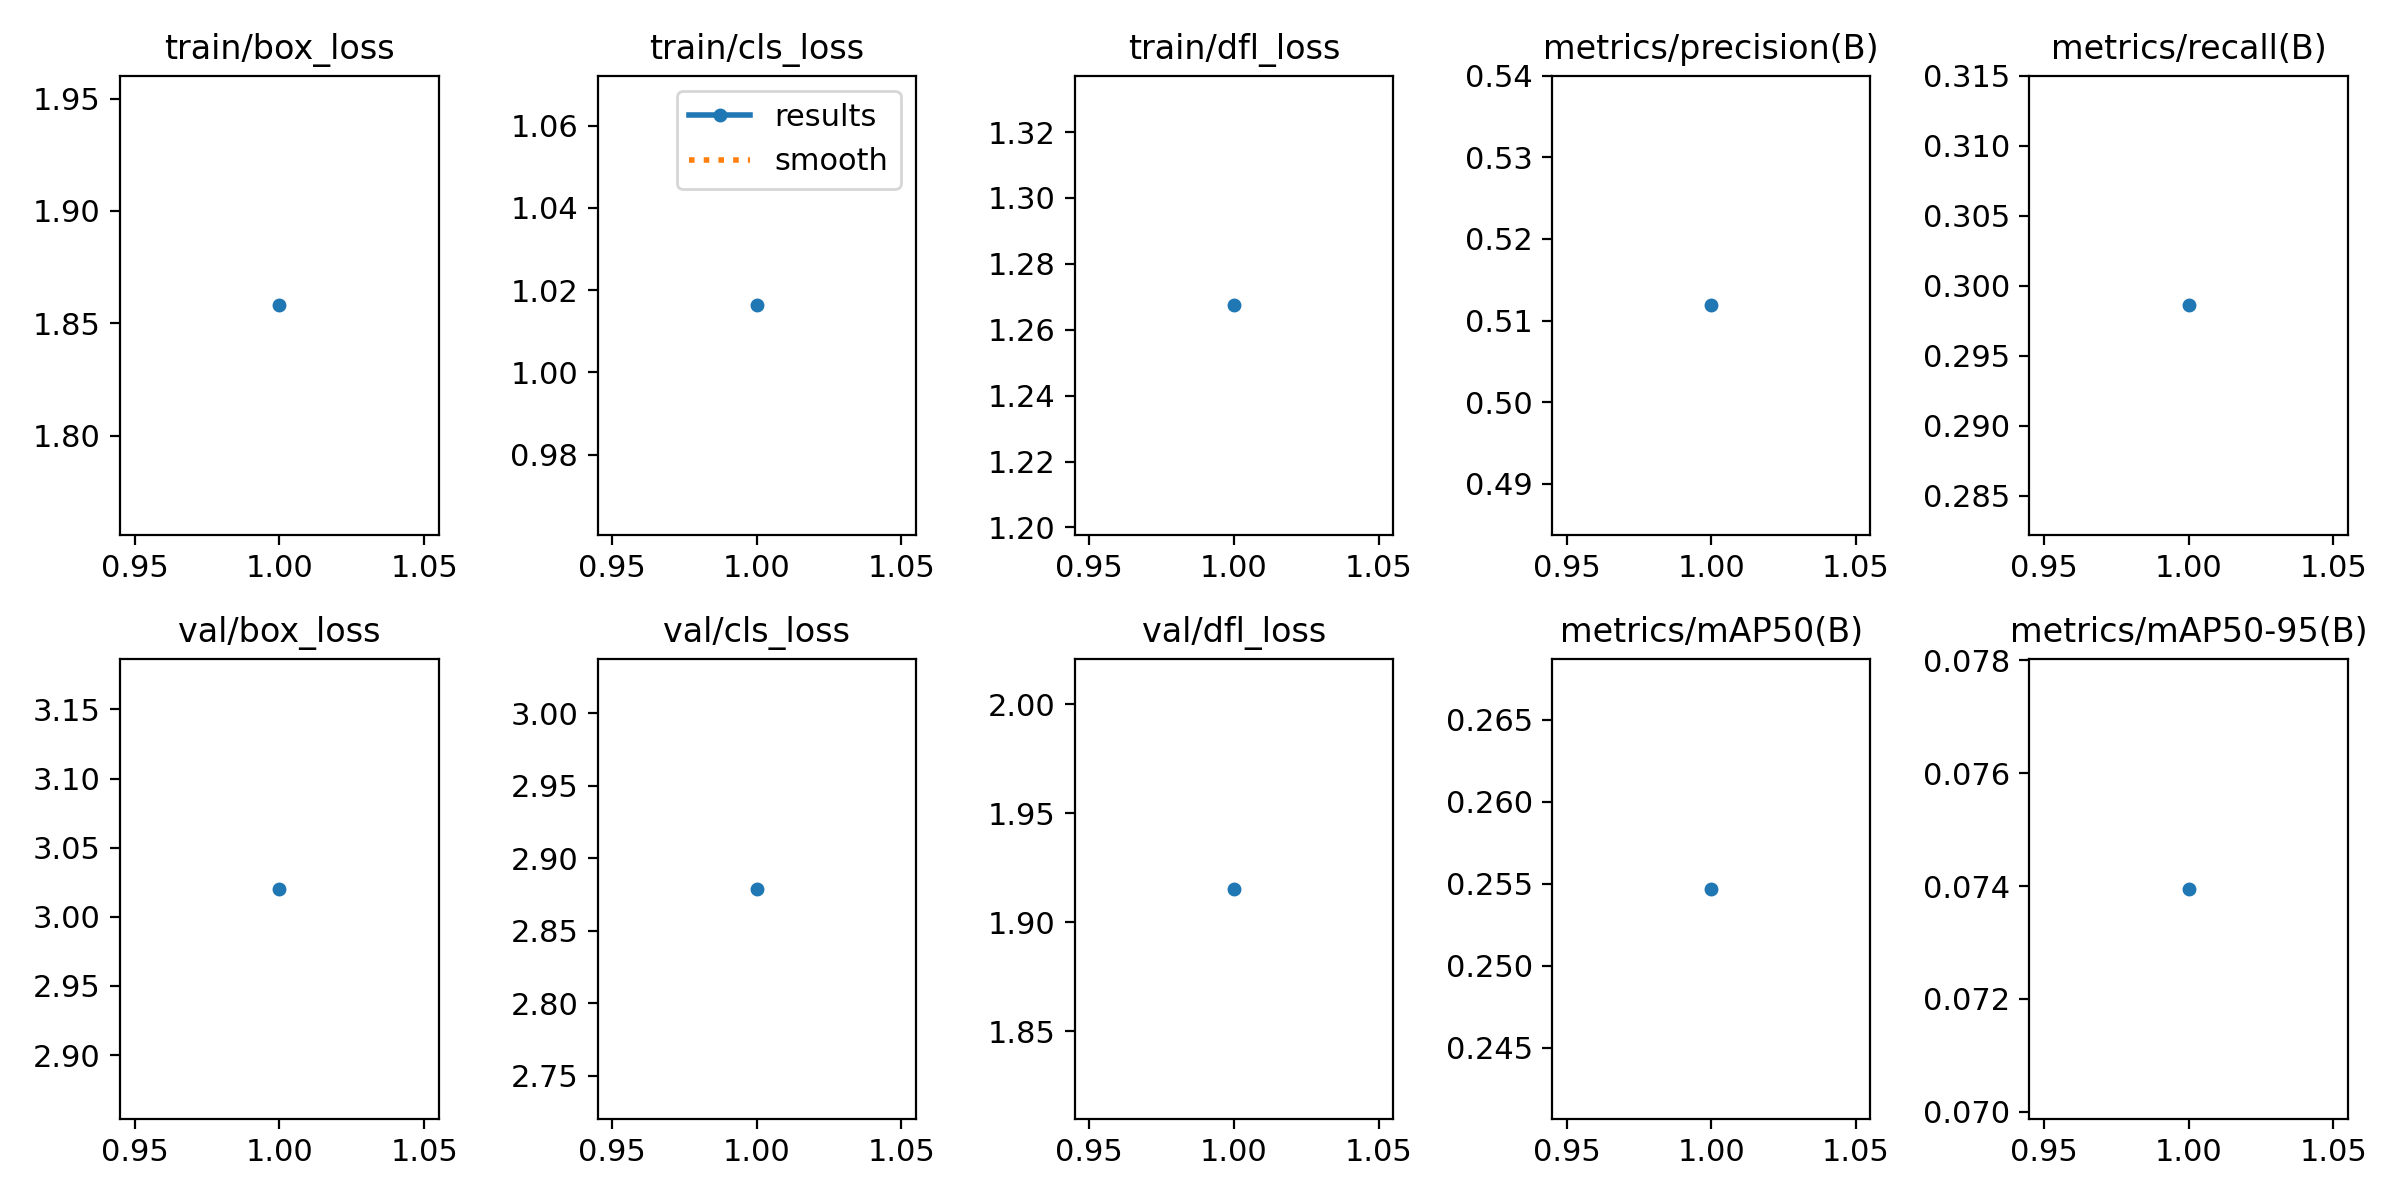 train/box_loss
1.95
1.90
1.85
1.80
0.95 1.00 1.05
train/cls_loss
results
smooth
1.06
1.04
1.02
1.00
0.98
0.95 1.00 1.05
train/dfl_loss
1.32
1.30
1.28
1.26
1.24
1.22
1.20
0.95 1.00 1.05
metrics/precision(B)
0.54
0.53
0.52
0.51
0.50
0.49
0.95 1.00 1.05
metrics/recall(B)
0.315
0.310
0.305
0.300
0.295
0.290
0.285
0.95 1.00 1.05
val/box_loss
3.15
3.10
3.05
3.00
2.95
2.90
0.95 1.00 1.05
val/cls_loss
3.00
2.95
2.90
2.85
2.80
2.75
0.95 1.00 1.05
val/dfl_loss
2.00
1.95
1.90
1.85
0.95 1.00 1.05
metrics/mAP50(B)
0.265
0.260
0.255
0.250
0.245
0.95 1.00 1.05
metrics/mAP50-95(B)
0.078
0.076
0.074
0.072
0.070
0.95 1.00 1.05